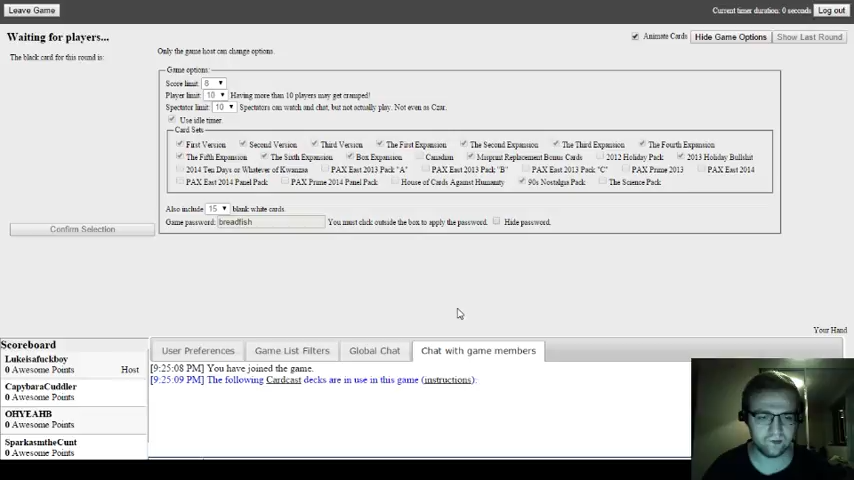 Leave Game
Current timer duration: 0 seconds
Log out
Waiting for players...
Animate Cards
Hide Game Options
Show Last Round
The black card for this round is:
Only the game host can change options.
Game options:
Score limit: 8
Player limit: 10 Having more than 10 players may get cramped!
Spectator limit: 10 Spectators can watch and chat, but not actually play. Not even as Czar.
Use idle timer.
Card Sets
First Version Second Version Third Version The First Expansion The Second Expansion The Third Expansion The Fourth Expansion
The Fifth Expansion The Sixth Expansion Box Expansion Canadian Misprint Replacement Bonus Cards 2012 Holiday Pack 2013 Holiday Bullshit
2014 Ten Days or Whatever of Kwanzaa PAX East 2013 Pack "A" PAX East 2013 Pack "B" PAX East 2013 Pack "C" PAX Prime 2013 PAX East 2014
PAX East 2014 Panel Pack PAX Prime 2014 Panel Pack House of Cards Against Humanity 90s Nostalgia Pack The Science Pack
Also include 15 blank white cards.
Game password: breadfish You must click outside the box to apply the password. Hide password.
Confirm Selection
Your Hand
Scoreboard
User Preferences
Game List Filters
Global Chat
Chat with game members
Lukeisafuckboy
0 Awesome Points Host
CapybaraCuddler
0 Awesome Points
OHYEAHB
0 Awesome Points
SparkasmtheCunt
0 Awesome Points
[9:25:08 PM] You have joined the game.
[9:25:09 PM] The following Cardcast decks are in use in this game (instructions):